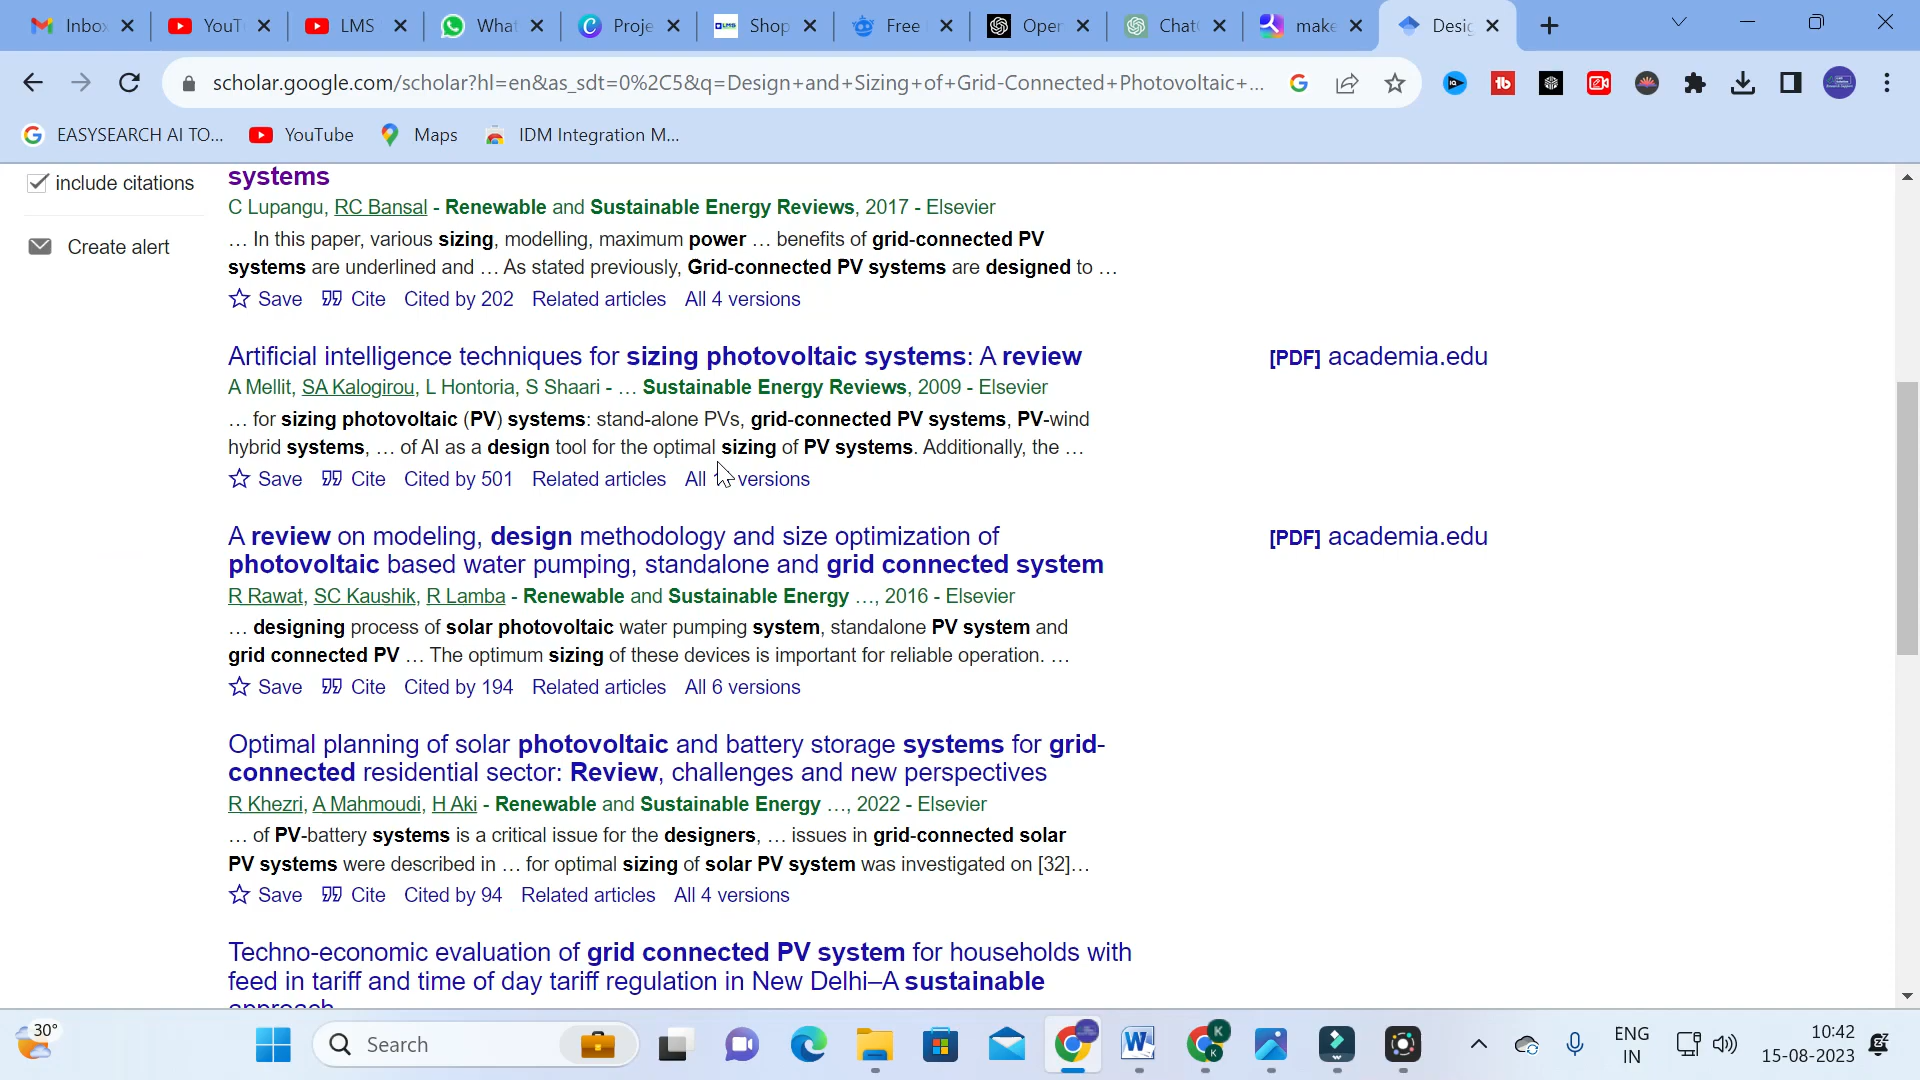 Inbo
YouT
LMS
What
Proje
Shop
Free
Oper
Chat
make
Desig
scholar.google.com/scholar?hl=en&as_sdt=0%2C5&q=Design+and+Sizing+of+Grid-Connected+Photovoltaic+...
EASYSEARCH AI TO...
YouTube
Maps
IDM Integration M...
include citations
Create alert
systems
C Lupangu, RC Bansal - Renewable and Sustainable Energy Reviews, 2017 - Elsevier
… In this paper, various sizing, modelling, maximum power … benefits of grid-connected PV
systems are underlined and … As stated previously, Grid-connected PV systems are designed to …
Save Cite Cited by 202 Related articles All 4 versions
Artificial intelligence techniques for sizing photovoltaic systems: A review
[PDF] academia.edu
A Mellit, SA Kalogirou, L Hontoria, S Shaari - … Sustainable Energy Reviews, 2009 - Elsevier
… for sizing photovoltaic (PV) systems: stand-alone PVs, grid-connected PV systems, PV-wind
hybrid systems, … of AI as a design tool for the optimal sizing of PV systems. Additionally, the …
Save Cite Cited by 501 Related articles All versions
A review on modeling, design methodology and size optimization of
photovoltaic based water pumping, standalone and grid connected system
[PDF] academia.edu
R Rawat, SC Kaushik, R Lamba - Renewable and Sustainable Energy …, 2016 - Elsevier
… designing process of solar photovoltaic water pumping system, standalone PV system and
grid connected PV … The optimum sizing of these devices is important for reliable operation. …
Save Cite Cited by 194 Related articles All 6 versions
Optimal planning of solar photovoltaic and battery storage systems for grid-
connected residential sector: Review, challenges and new perspectives
R Khezri, A Mahmoudi, H Aki - Renewable and Sustainable Energy …, 2022 - Elsevier
… of PV-battery systems is a critical issue for the designers, … issues in grid-connected solar
PV systems were described in … for optimal sizing of solar PV system was investigated on [32]…
Save Cite Cited by 94 Related articles All 4 versions
Techno-economic evaluation of grid connected PV system for households with
feed in tariff and time of day tariff regulation in New Delhi–A sustainable
approach
30°
Search
ENG
IN
10:42
15-08-2023